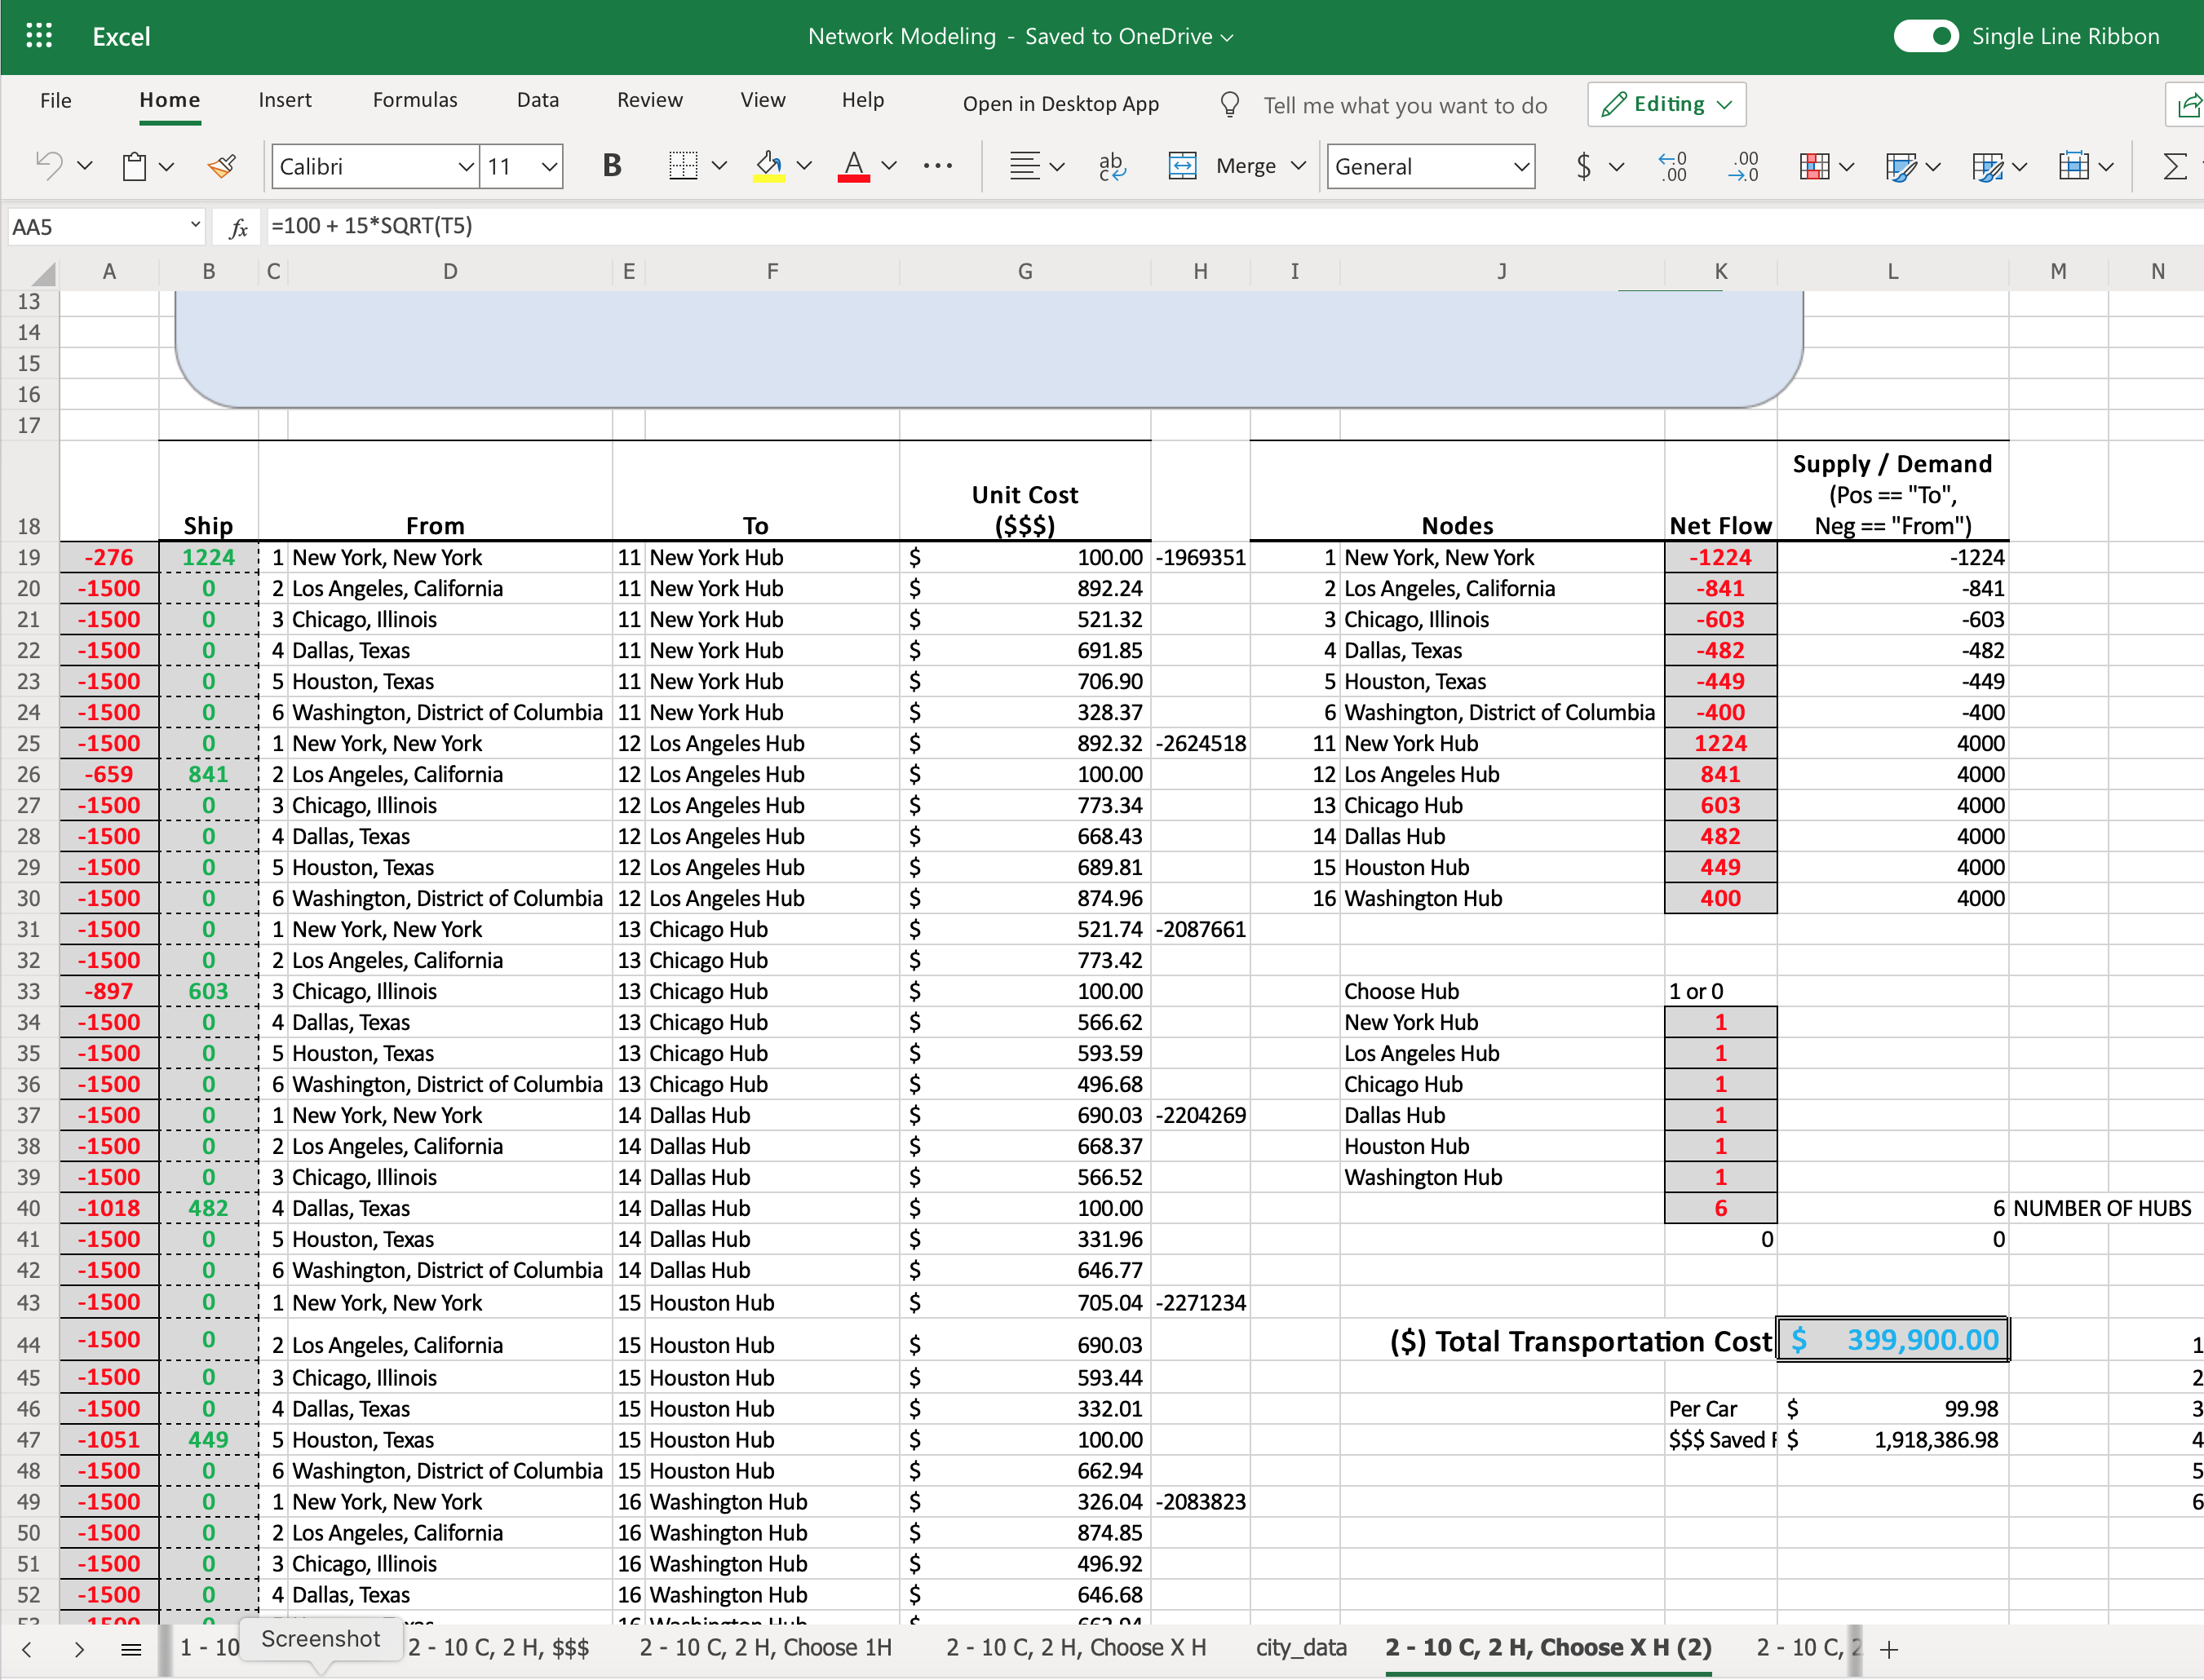 Excel
Network Modeling - Saved to OneDrive
Single Line Ribbon
File Home Insert Formulas Data Review View Help Open in Desktop App Tell me what you want to do Editing
Calibri 11 B A ab c Merge General $ .0 .00 .00 .0 Σ
AA5 fx =100 + 15*SQRT(T5)
A B C D E F G H I J K L M N
13
14
15
16
17
Supply / Demand
Unit Cost (Pos == "To",
18 Ship From To ($$$) Nodes Net Flow Neg == "From")
19 -276 1224 1 New York, New York 11 New York Hub $ 100.00 -1969351 1 New York, New York -1224 -1224
20 -1500 0 2 Los Angeles, California 11 New York Hub $ 892.24 2 Los Angeles, California -841 -841
21 -1500 0 3 Chicago, Illinois 11 New York Hub $ 521.32 3 Chicago, Illinois -603 -603
22 -1500 0 4 Dallas, Texas 11 New York Hub $ 691.85 4 Dallas, Texas -482 -482
23 -1500 0 5 Houston, Texas 11 New York Hub $ 706.90 5 Houston, Texas -449 -449
24 -1500 0 6 Washington, District of Columbia 11 New York Hub $ 328.37 6 Washington, District of Columbia -400 -400
25 -1500 0 1 New York, New York 12 Los Angeles Hub $ 892.32 -2624518 11 New York Hub 1224 4000
26 -659 841 2 Los Angeles, California 12 Los Angeles Hub $ 100.00 12 Los Angeles Hub 841 4000
27 -1500 0 3 Chicago, Illinois 12 Los Angeles Hub $ 773.34 13 Chicago Hub 603 4000
28 -1500 0 4 Dallas, Texas 12 Los Angeles Hub $ 668.43 14 Dallas Hub 482 4000
29 -1500 0 5 Houston, Texas 12 Los Angeles Hub $ 689.81 15 Houston Hub 449 4000
30 -1500 0 6 Washington, District of Columbia 12 Los Angeles Hub $ 874.96 16 Washington Hub 400 4000
31 -1500 0 1 New York, New York 13 Chicago Hub $ 521.74 -2087661
32 -1500 0 2 Los Angeles, California 13 Chicago Hub $ 773.42
33 -897 603 3 Chicago, Illinois 13 Chicago Hub $ 100.00 Choose Hub 1 or 0
34 -1500 0 4 Dallas, Texas 13 Chicago Hub $ 566.62 New York Hub 1
35 -1500 0 5 Houston, Texas 13 Chicago Hub $ 593.59 Los Angeles Hub 1
36 -1500 0 6 Washington, District of Columbia 13 Chicago Hub $ 496.68 Chicago Hub 1
37 -1500 0 1 New York, New York 14 Dallas Hub $ 690.03 -2204269 Dallas Hub 1
38 -1500 0 2 Los Angeles, California 14 Dallas Hub $ 668.37 Houston Hub 1
39 -1500 0 3 Chicago, Illinois 14 Dallas Hub $ 566.52 Washington Hub 1
40 -1018 482 4 Dallas, Texas 14 Dallas Hub $ 100.00 6 6 NUMBER OF HUBS
41 -1500 0 5 Houston, Texas 14 Dallas Hub $ 331.96 0 0
42 -1500 0 6 Washington, District of Columbia 14 Dallas Hub $ 646.77
43 -1500 0 1 New York, New York 15 Houston Hub $ 705.04 -2271234
44 -1500 0 2 Los Angeles, California 15 Houston Hub $ 690.03 ($) Total Transportation Cost $ 399,900.00 1
45 -1500 0 3 Chicago, Illinois 15 Houston Hub $ 593.44 2
46 -1500 0 4 Dallas, Texas 15 Houston Hub $ 332.01 Per Car $ 99.98 3
47 -1051 449 5 Houston, Texas 15 Houston Hub $ 100.00 $$$ Saved $ 1,918,386.98 4
48 -1500 0 6 Washington, District of Columbia 15 Houston Hub $ 662.94 5
49 -1500 0 1 New York, New York 16 Washington Hub $ 326.04 -2083823 6
50 -1500 0 2 Los Angeles, California 16 Washington Hub $ 874.85
51 -1500 0 3 Chicago, Illinois 16 Washington Hub $ 496.92
52 -1500 0 4 Dallas, Texas 16 Washington Hub $ 646.68
1 - 10 Screenshot 2 - 10 C, 2 H, $$$ 2 - 10 C, 2 H, Choose 1H 2 - 10 C, 2 H, Choose X H city_data 2 - 10 C, 2 H, Choose X H (2) 2 - 10 C, 2